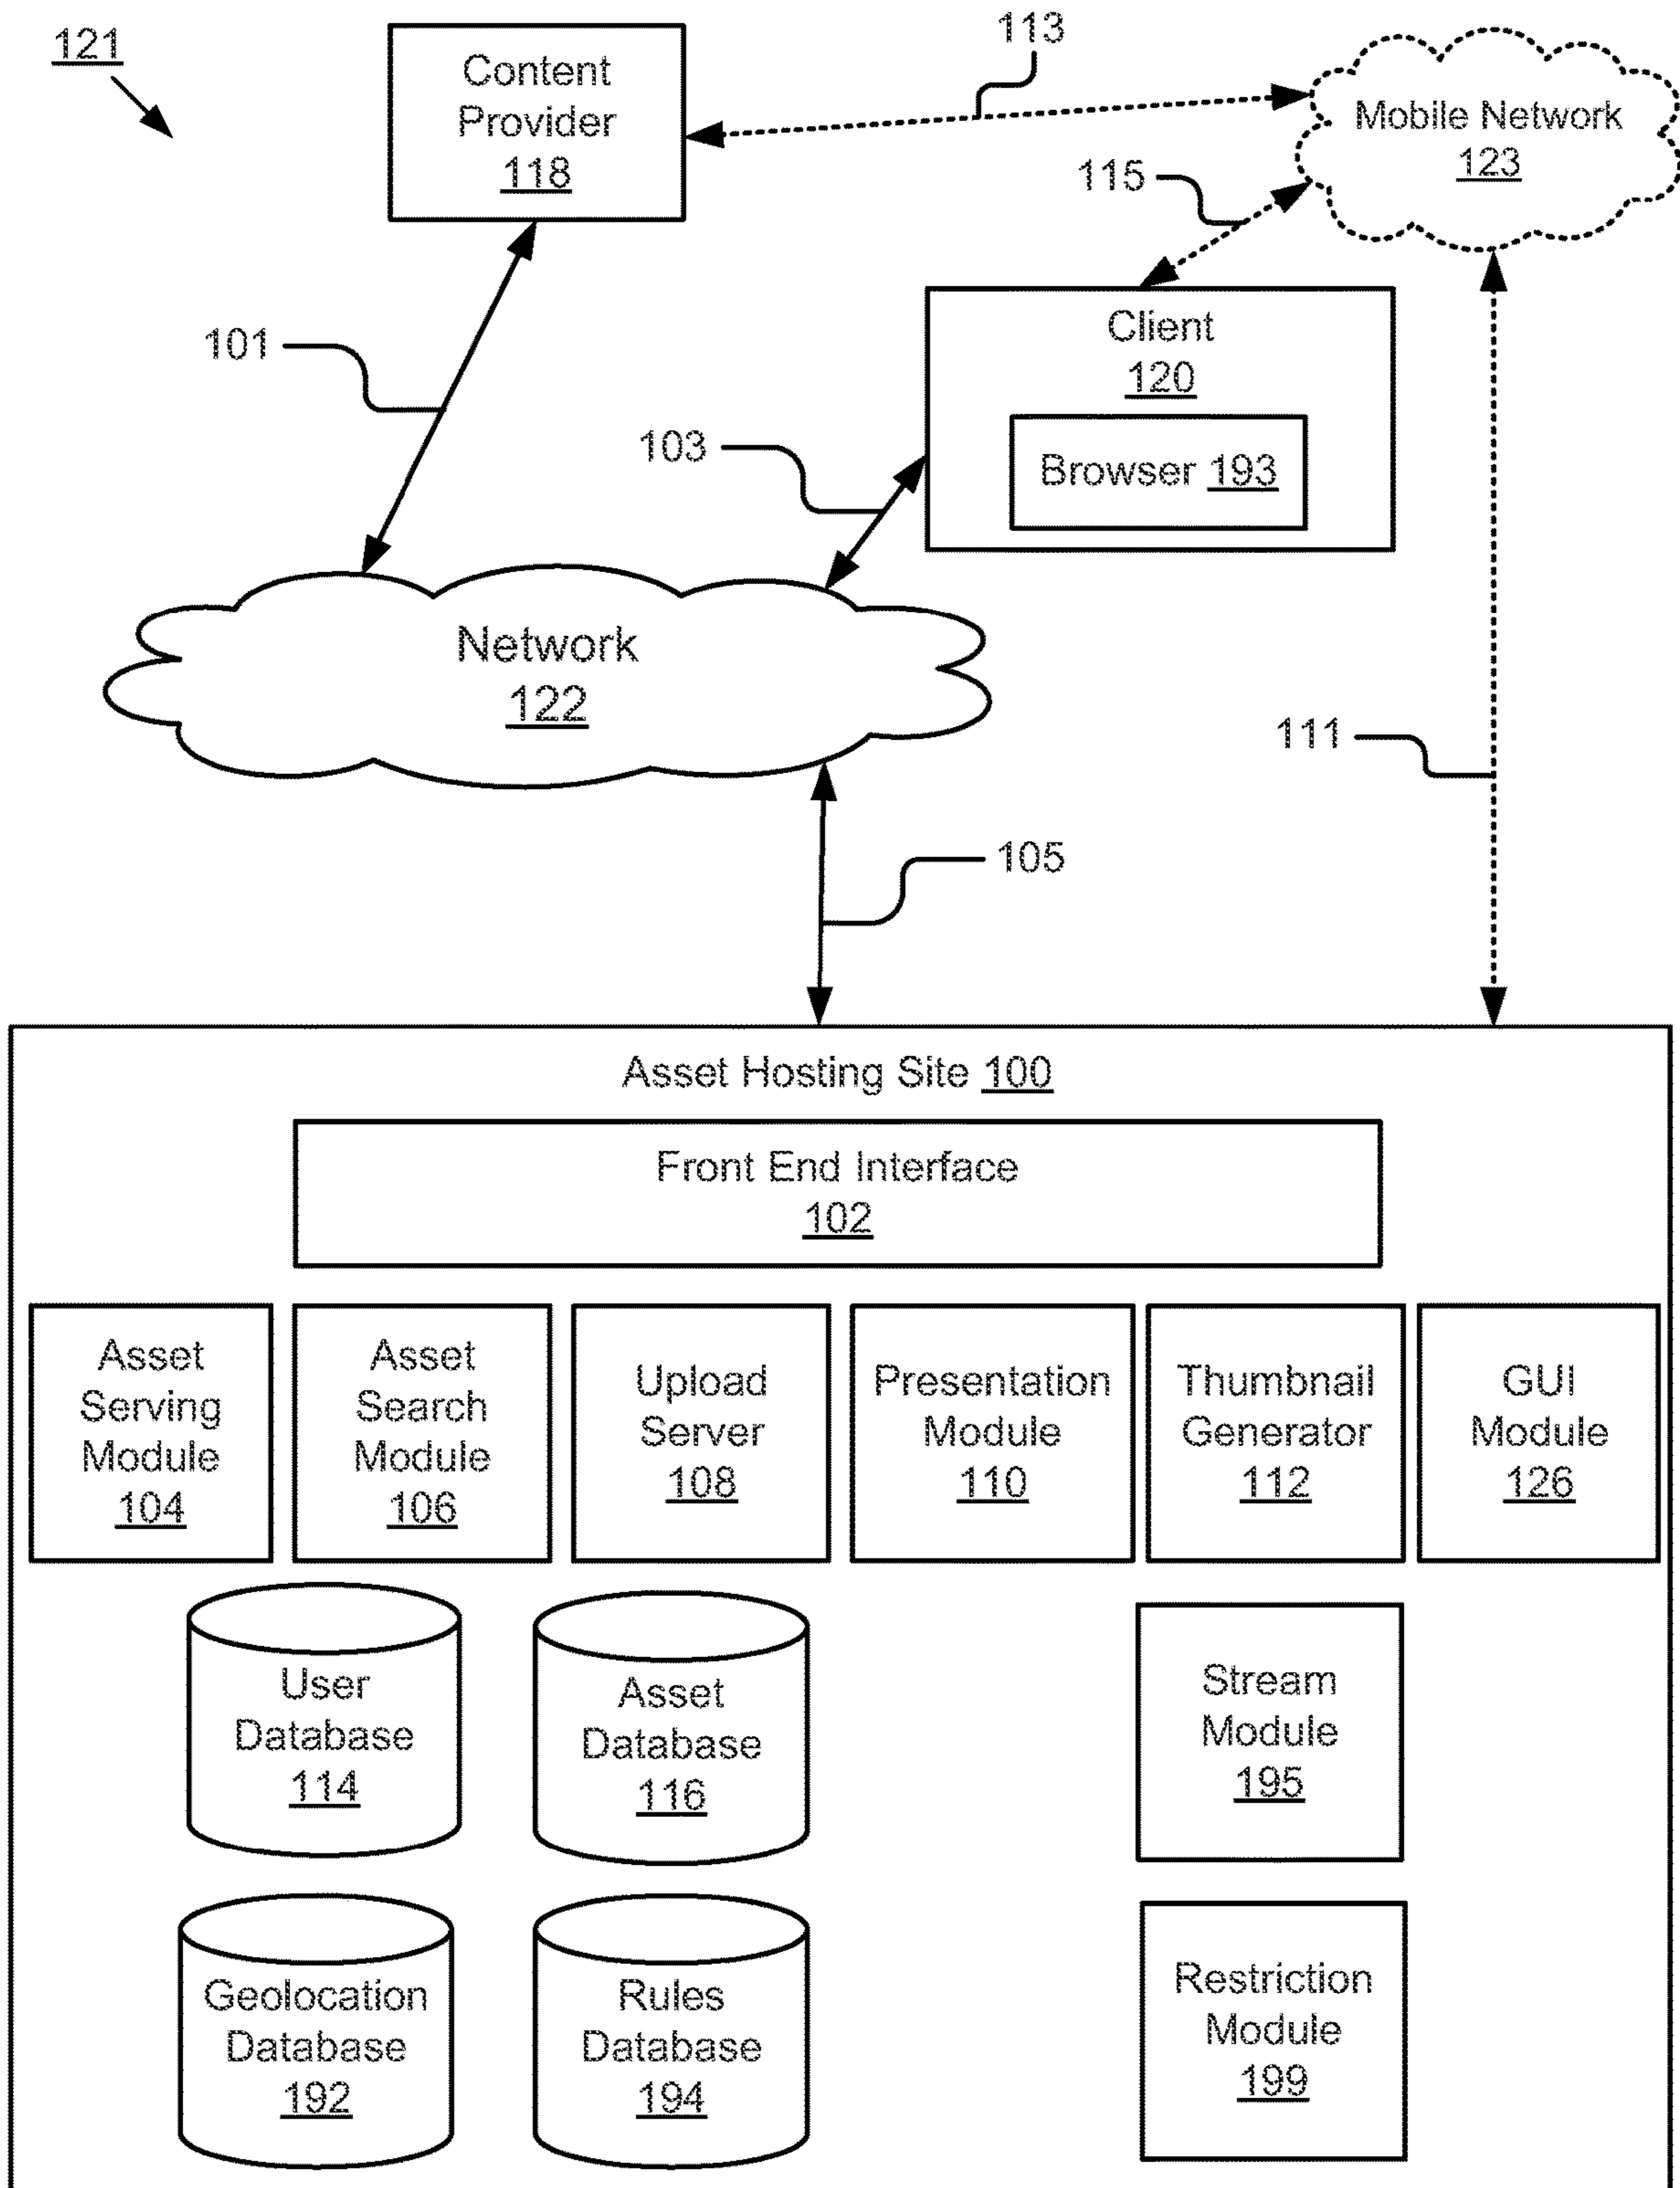 121
Content
Provider
118
113
Mobile Network
123
115
Client
120
Browser 193
101
103
Network
122
111
105
Asset Hosting Site 100
Front End Interface
102
Asset
Serving
Module
104
Asset
Search
Module
106
Upload
Server
108
Presentation
Module
110
Thumbnail
Generator
112
GUI
Module
126
User
Database
114
Asset
Database
116
Stream
Module
195
Geolocation
Database
192
Rules
Database
194
Restriction
Module
199